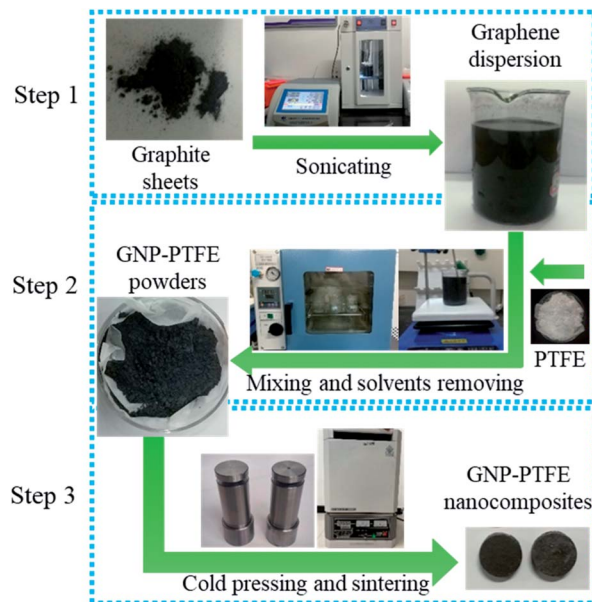 Step 1
Graphite
sheets
Sonicating
Graphene
dispersion
Step 2
GNP-PTFE
powders
PTFE
Mixing and solvents removing
Step 3
GNP-PTFE
nanocomposites
Cold pressing and sintering